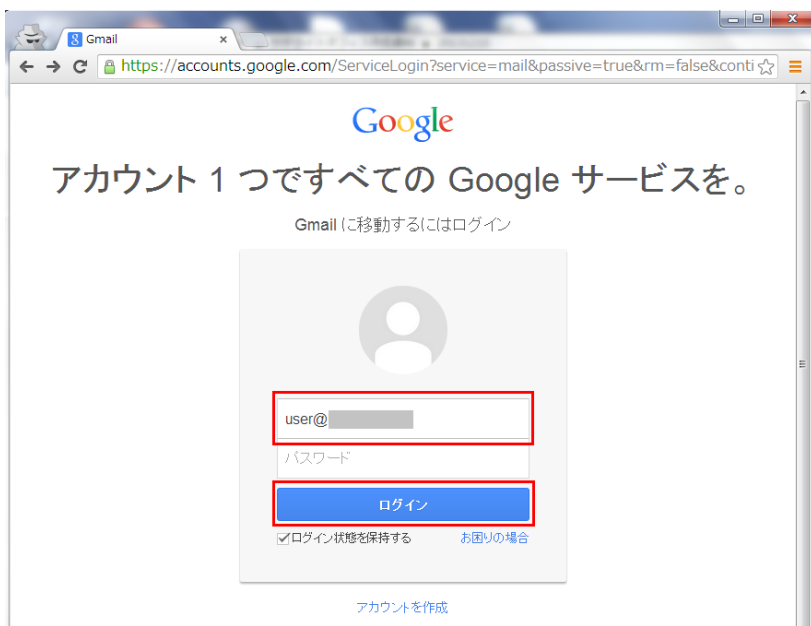 Gmail
https://accounts.google.com/ServiceLogin?service=mail&passive=true&rm=false&conti
Google
アカウント 1 つですべての Google サービスを。
Gmail に移動するにはログイン
user@
パスワード
ログイン
ログイン状態を保持する お困りの場合
アカウントを作成